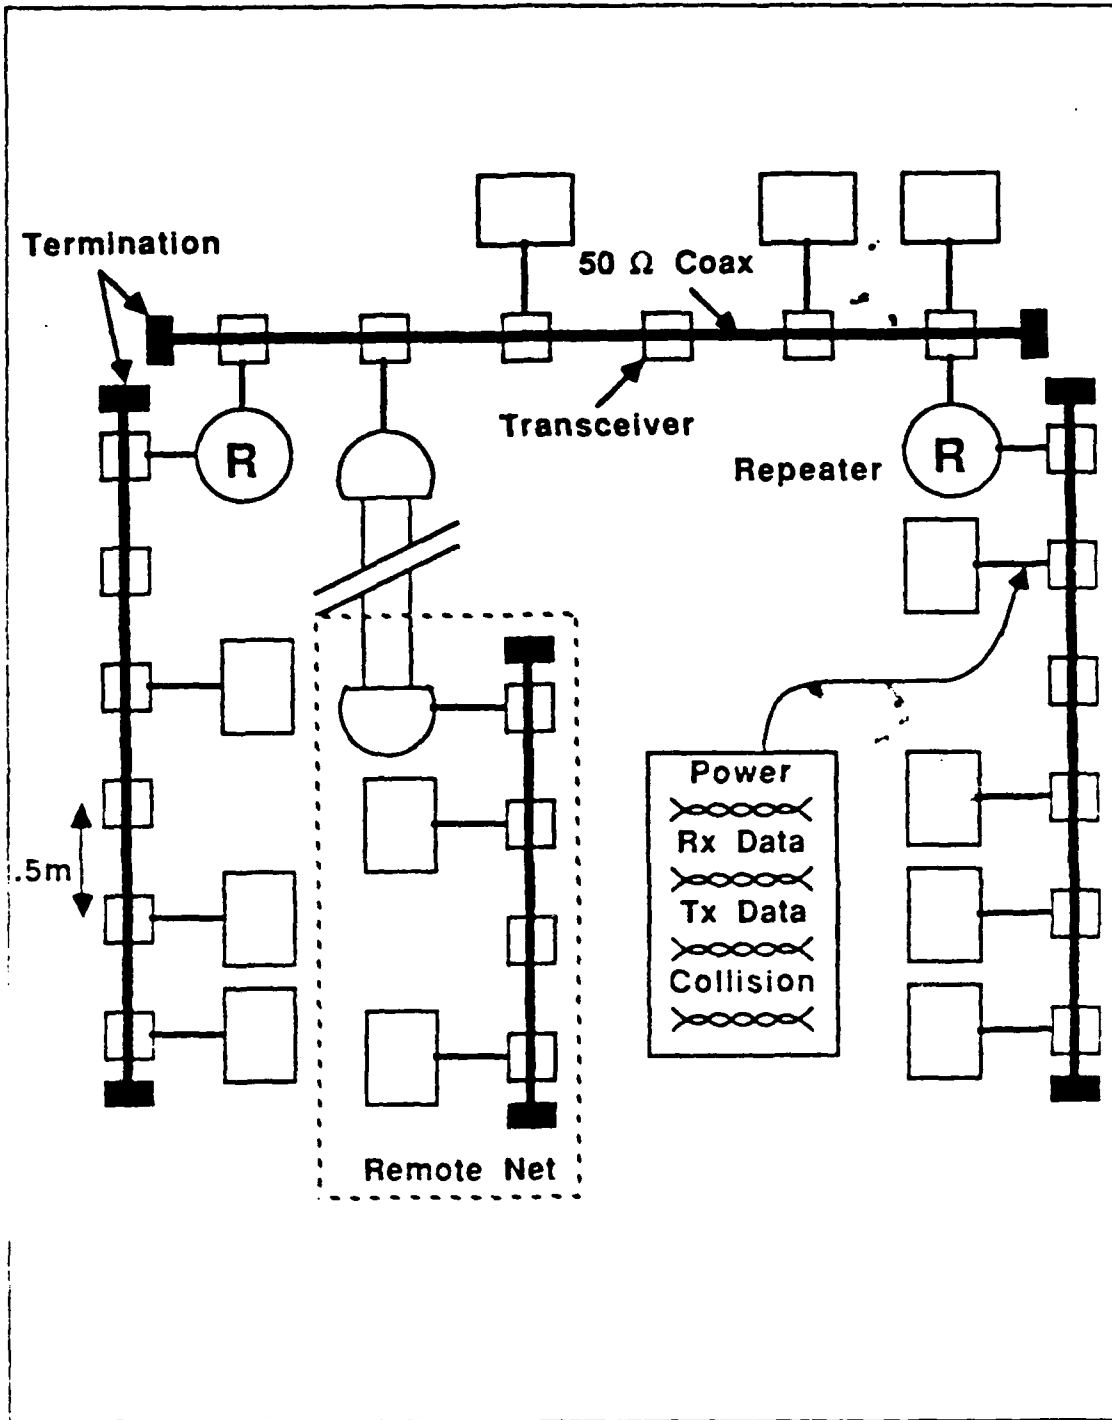 Termination
50 Ω Coax
Transceiver
R
Repeater
R
.5m
Power
Rx Data
Tx Data
Collision
Remote Net